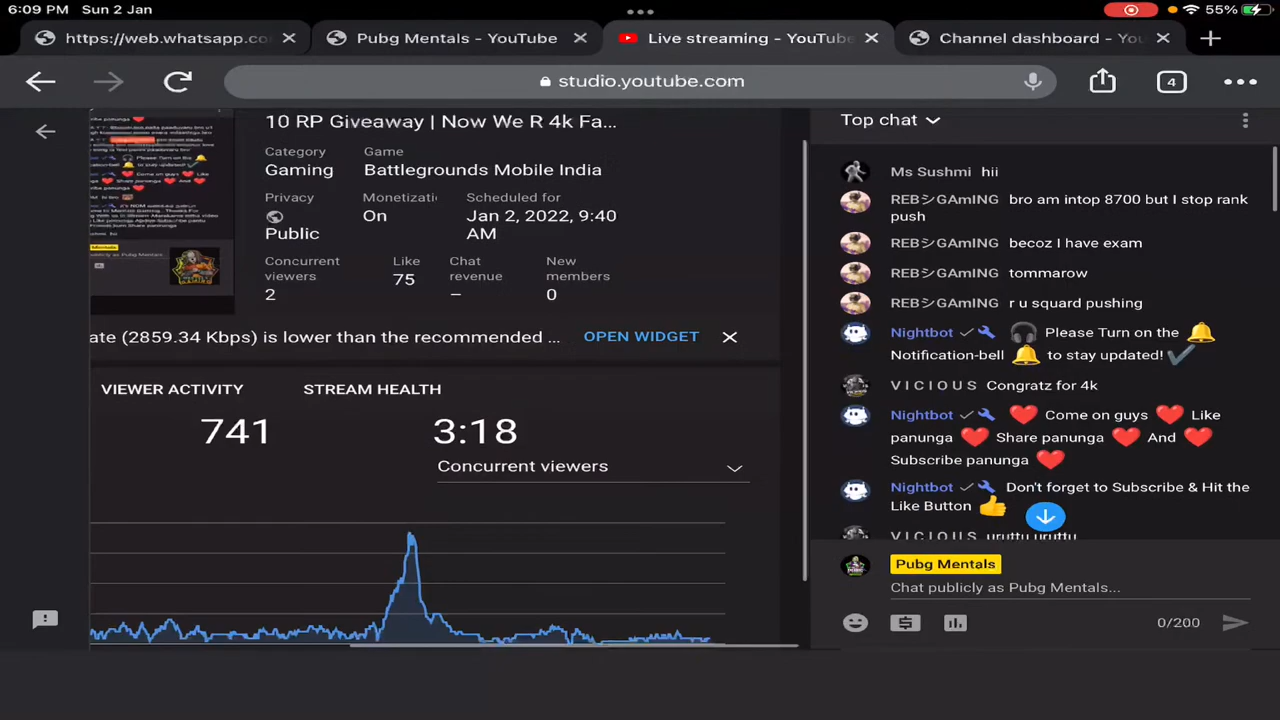 6:09 PM Sun 2 Jan
55%
https://web.whatsapp.co
Pubg Mentals - YouTube
Live streaming - YouTube
Channel dashboard - You
studio.youtube.com
4
10 RP Giveaway | Now We R 4k Fa...
Category
Gaming
Game
Battlegrounds Mobile India
Privacy
Public
Monetizati
On
Scheduled for
Jan 2, 2022, 9:40
AM
Concurrent
viewers
2
Like
75
Chat
revenue
–
New
members
0
ate (2859.34 Kbps) is lower than the recommended ...
OPEN WIDGET
VIEWER ACTIVITY
STREAM HEALTH
741
3:18
Concurrent viewers
Top chat
Ms Sushmi hii
REBシGAmING bro am intop 8700 but I stop rank
push
REBシGAmING becoz I have exam
REBシGAmING tommarow
REBシGAmING r u squard pushing
Nightbot Please Turn on the
Notification-bell to stay updated!
V I C I O U S Congratz for 4k
Nightbot Come on guys Like
panunga Share panunga And
Subscribe panunga
Nightbot Don't forget to Subscribe & Hit the
Like Button
V I C I O U S uruttu uruttu
Pubg Mentals
Chat publicly as Pubg Mentals...
0/200